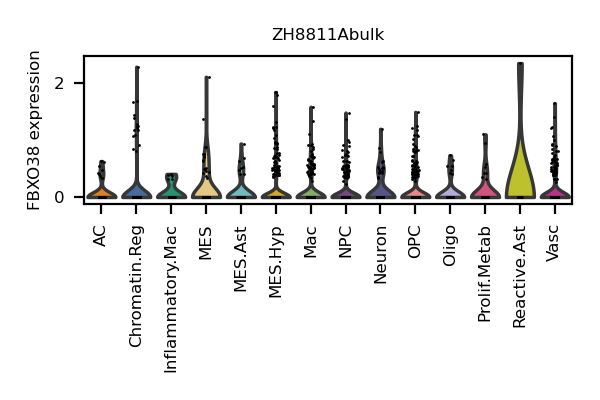 ZH8811Abulk
FBXO38 expression
2
0
AC
Chromatin.Reg
Inflammatory.Mac
MES
MES.Ast
MES.Hyp
Mac
NPC
Neuron
OPC
Oligo
Prolif.Metab
Reactive.Ast
Vasc